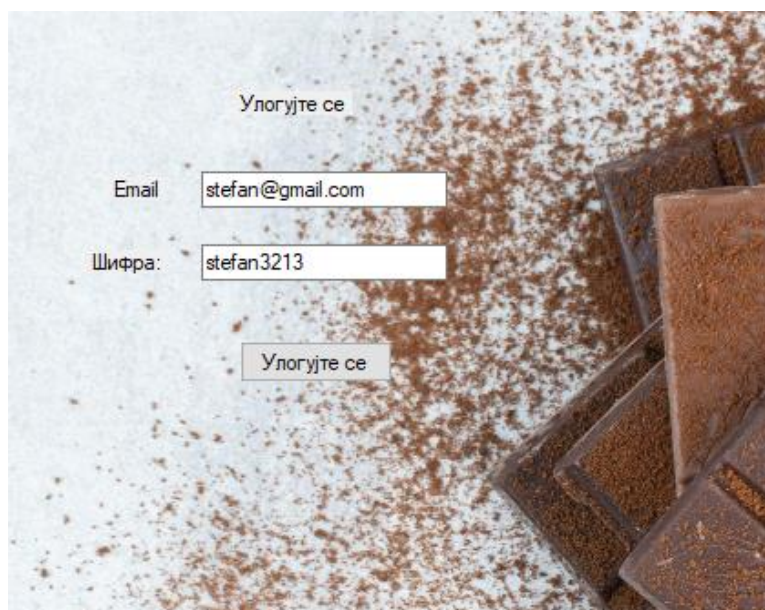 Улогујте се
Email
stefan@gmail.com
Шифра:
stefan3213
Улогујте се